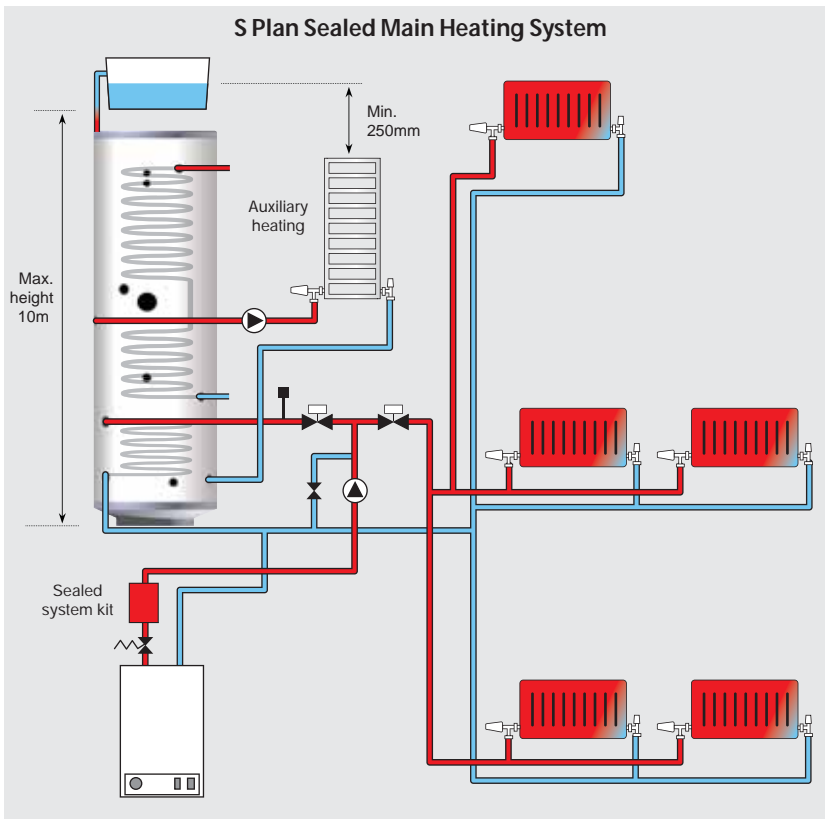 S Plan Sealed Main Heating System
Min.
250mm
Auxiliary
heating
Max.
height
10m
Sealed
system kit